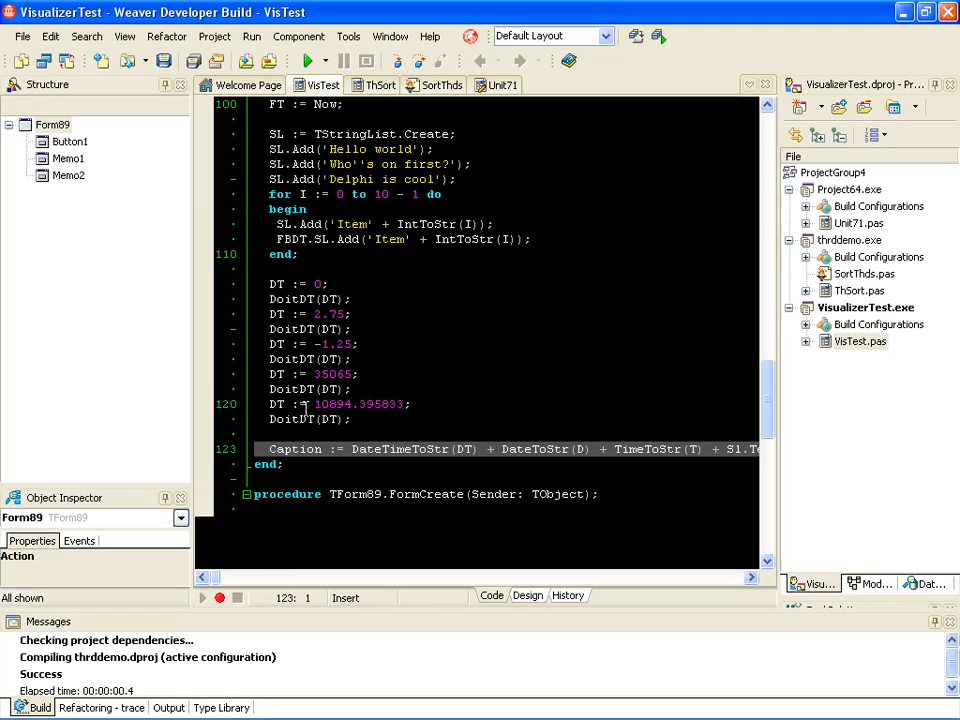 VisualizerTest - Weaver Developer Build - VisTest
File Edit Search View Refactor Project Run Component Tools Window Help
Default Layout
Structure
Form89
Button1
Memo1
Memo2
Object Inspector
Form89 TForm89
Properties Events
Action
All shown
Welcome Page VisTest ThSort SortThds Unit71
100 FT := Now;
SL := TStringList.Create;
SL.Add('Hello world');
SL.Add('Who''s on first?');
SL.Add('Delphi is cool');
for I := 0 to 10 - 1 do
begin
SL.Add('Item' + IntToStr(I));
FBDT.SL.Add('Item' + IntToStr(I));
110 end;
DT := 0;
DoitDT(DT);
DT := 2.75;
DoitDT(DT);
DT := -1.25;
DoitDT(DT);
DT := 35065;
DoitDT(DT);
120 DT := 10894.395833;
DoitDT(DT);
123 Caption := DateTimeToStr(DT) + DateToStr(D) + TimeToStr(T) + Sl.Te
end;
procedure TForm89.FormCreate(Sender: TObject);
123: 1 Insert
Code Design History
VisualizerTest.dproj - Pr...
File
ProjectGroup4
Project64.exe
Build Configurations
Unit71.pas
thrddemo.exe
Build Configurations
SortThds.pas
ThSort.pas
VisualizerTest.exe
Build Configurations
VisTest.pas
Visu... Mod... Dat...
Messages
Checking project dependencies...
Compiling thrddemo.dproj (active configuration)
Success
Elapsed time: 00:00:00.4
Build Refactoring - trace Output Type Library